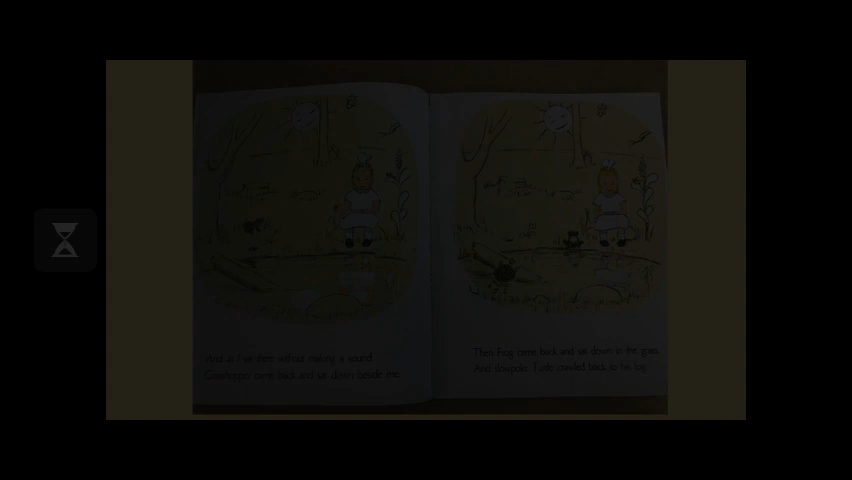 And as I sat there without making a sound
Grasshopper came back and sat down beside me.
Then Frog came back and sat down in the grass.
And slowpoke Turtle crawled back to his log.